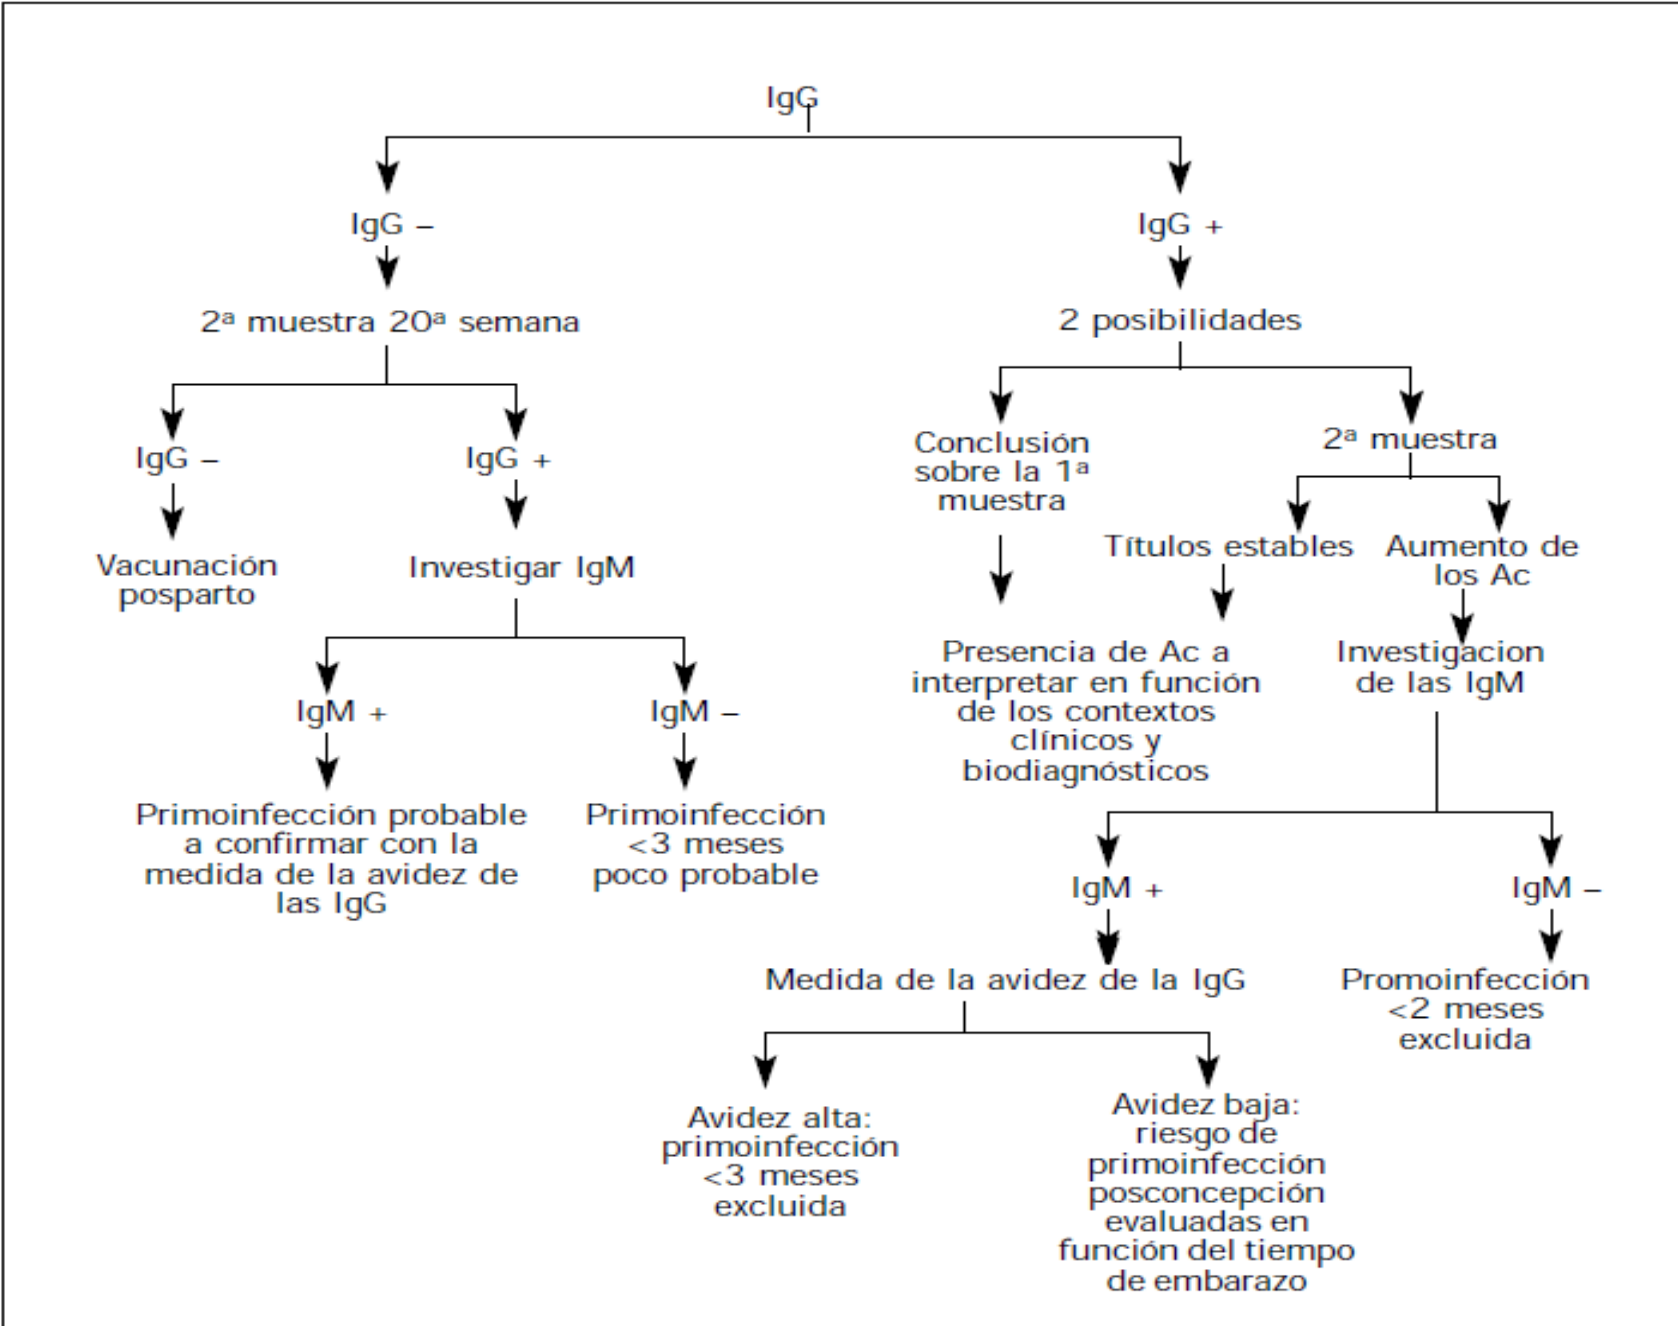 IgG
IgG –
IgG +
2ª muestra 20ª semana
2 posibilidades
IgG –
IgG +
Conclusión
sobre la 1ª
muestra
2ª muestra
Vacunación
posparto
Investigar IgM
Títulos estables
Aumento de
los Ac
IgM +
IgM –
Presencia de Ac a
interpretar en función
de los contextos
clínicos y
biodiagnósticos
Investigacion
de las IgM
Primoinfección probable
a confirmar con la
medida de la avidez de
las IgG
Primoinfección
<3 meses
poco probable
IgM +
IgM –
Medida de la avidez de la IgG
Promoinfección
<2 meses
excluida
Avidez alta:
primoinfección
<3 meses
excluida
Avidez baja:
riesgo de
primoinfección
posconcepción
evaluadas en
función del tiempo
de embarazo